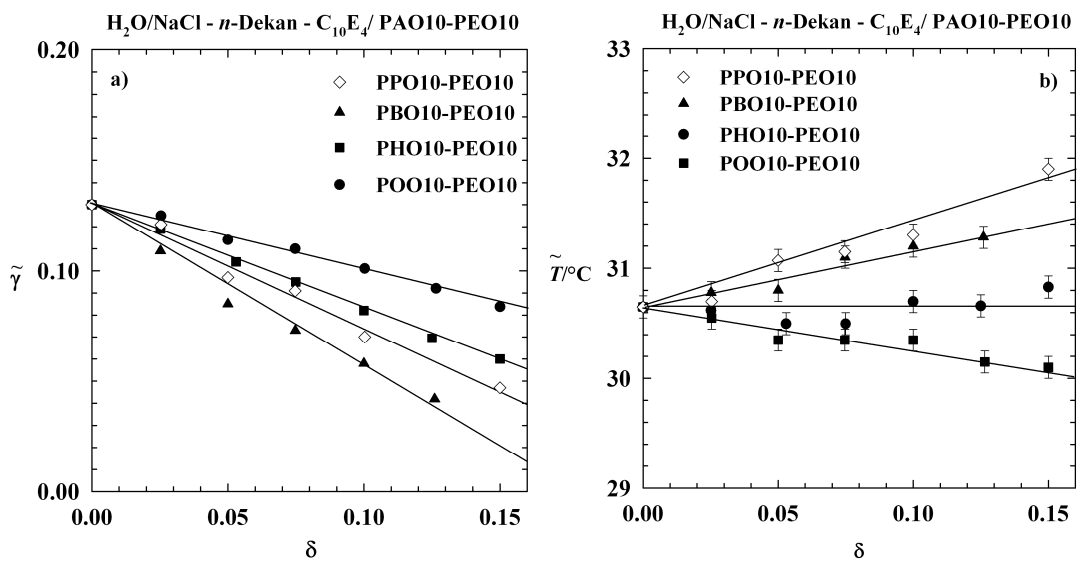 H₂O/NaCl - n-Dekan - C₁₀E₄/ PAO10-PEO10
a)
PPO10-PEO10
PBO10-PEO10
PHO10-PEO10
POO10-PEO10
0.20
0.10
0.00
γ̃
0.00 0.05 0.10 0.15
δ
H₂O/NaCl - n-Dekan - C₁₀E₄/ PAO10-PEO10
b)
PPO10-PEO10
PBO10-PEO10
PHO10-PEO10
POO10-PEO10
33
32
31
30
29
T̃/°C
0.00 0.05 0.10 0.15
δ